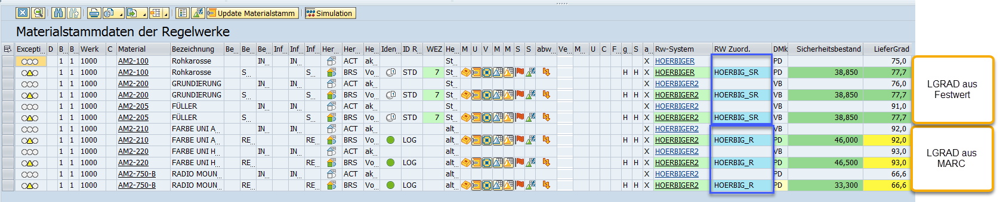 Update Materialstamm Simulation
Materialstammdaten der Regelwerke
Excepti D B.. B.. Werk C Material Bezeichnung Be... Be... Be... Inf... Inf... Inf... Her... Her... He... Iden... ID R... WEZ He... M U V M M S S abw... Ve... M... U C F.. g S a Rw-System RW Zuord. DMk Sicherheitsbestand LieferGrad
1 1 1000 AM2-100 Rohkarosse IN... IN... ACT ak... St... X HOERBIGER PD 75,0
1 1 1000 AM2-100 Rohkarosse S... S... BRS Vo... STD 7 St... H H X HOERBIGER HOERBIG_SR PD 38,850 77,7
1 1 1000 AM2-200 GRUNDIERUNG IN... IN... ACT ak... St... X HOERBIGER2 VB 76,0
1 1 1000 AM2-200 GRUNDIERUNG S... S... BRS Vo... STD 7 St... H H X HOERBIGER2 HOERBIG_SR VB 38,850 77,7
1 1 1000 AM2-205 FÜLLER IN... IN... ACT ak... St... X HOERBIGER2 VB 91,0
1 1 1000 AM2-205 FÜLLER S... S... BRS Vo... STD 7 St... H H X HOERBIGER2 HOERBIG_SR VB 38,850 77,7
1 1 1000 AM2-210 FARBE UNI A... IN... IN... ACT ak... alt... X HOERBIGER2 VB 92,0
1 1 1000 AM2-210 FARBE UNI A... RE... RE... BRS Vo... LOG alt... H H X HOERBIGER2 HOERBIG_R PD 46,000 92,0
1 1 1000 AM2-220 FARBE UNI H... IN... IN... ACT ak... alt... X HOERBIGER2 VB 93,0
1 1 1000 AM2-220 FARBE UNI H... RE... RE... BRS Vo... LOG alt... H H X HOERBIGER2 HOERBIG_R PD 46,500 93,0
1 1 1000 AM2-750-B RADIO MOUN... IN... IN... ACT ak... alt... X HOERBIGER2 PD 66,6
1 1 1000 AM2-750-B RADIO MOUN... RE... RE... BRS Vo... LOG alt... H H X HOERBIGER2 HOERBIG_R PD 33,300 66,6
LGRAD aus
Festwert
LGRAD aus
MARC